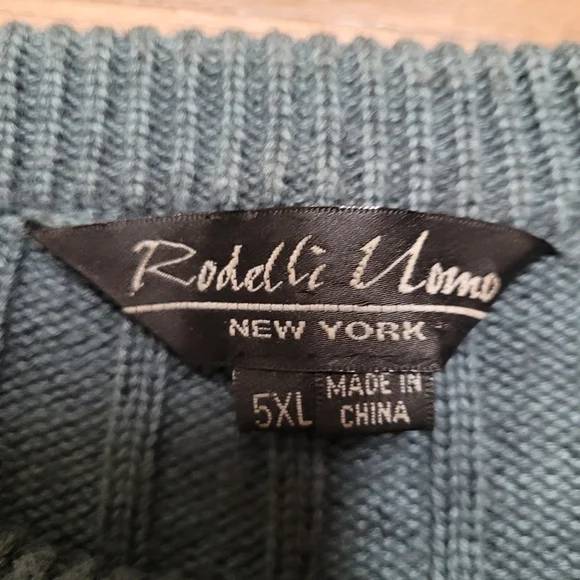 Rodelli Uomo
NEW YORK
5XL
MADE IN
CHINA